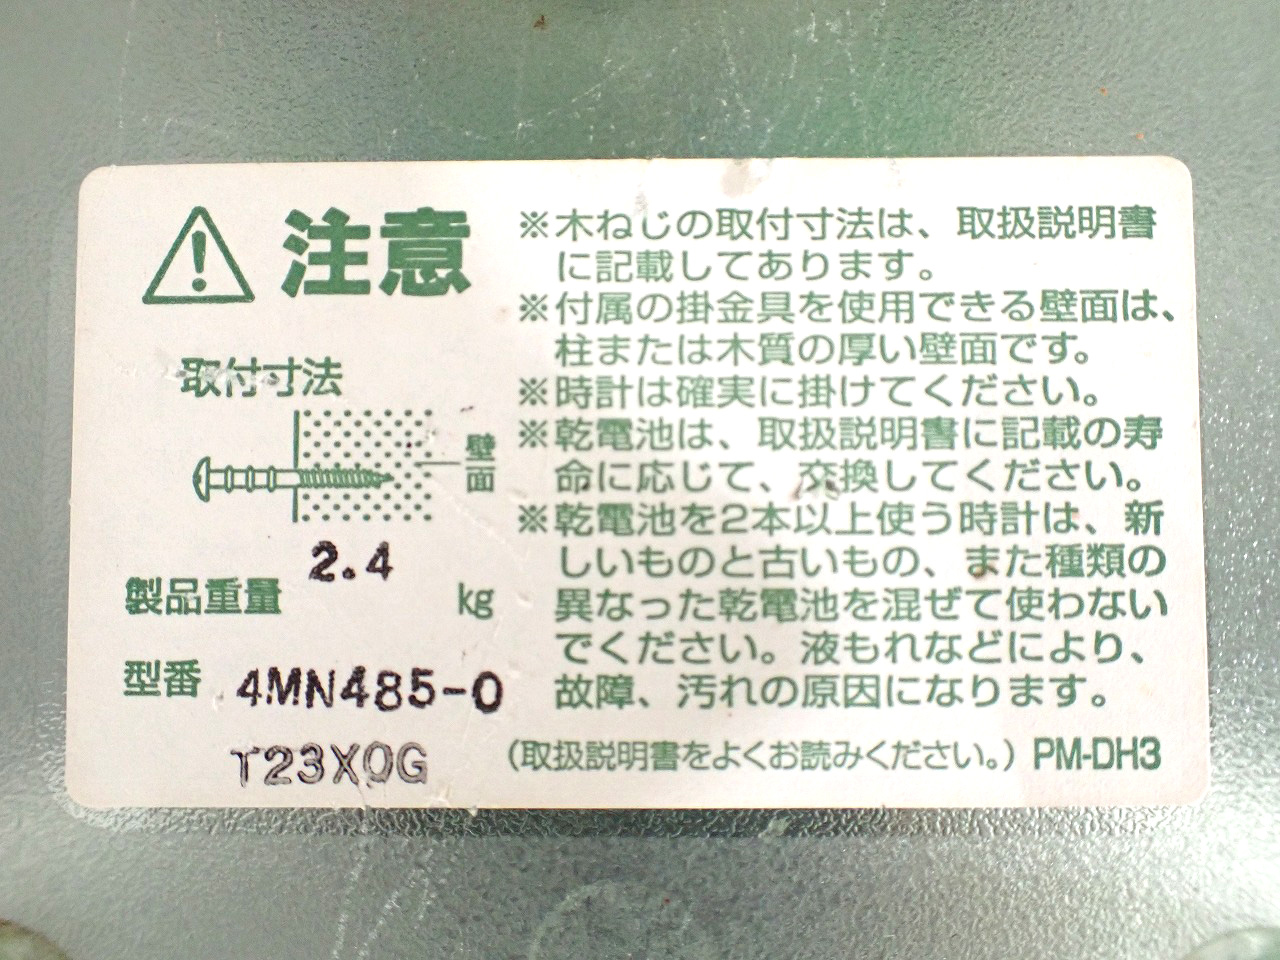 注意
取付寸法
壁面
2.4
製品重量 kg
型番 4MN485-0
T23X0G
※木ねじの取付寸法は、取扱説明書
に記載してあります。
※付属の掛金具を使用できる壁面は、
柱または木質の厚い壁面です。
※時計は確実に掛けてください。
※乾電池は、取扱説明書に記載の寿
命に応じて、交換してください。
※乾電池を2本以上使う時計は、新
しいものと古いもの、また種類の
異なった乾電池を混ぜて使わない
でください。液もれなどにより、
故障、汚れの原因になります。
(取扱説明書をよくお読みください。) PM-DH3